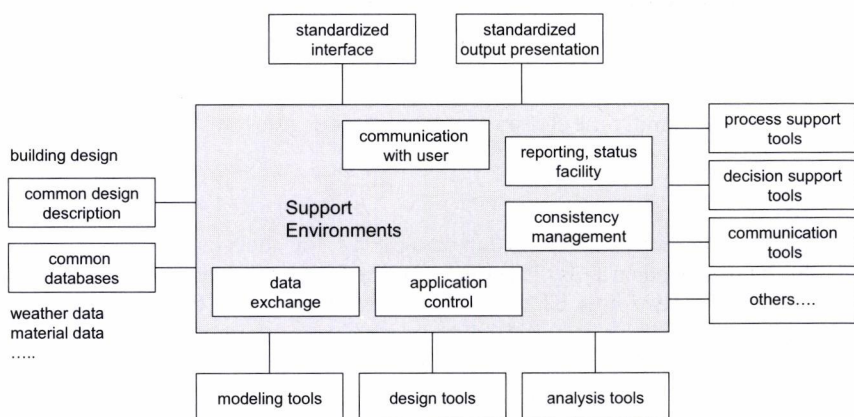 standardized
interface
standardized
output presentation
building design
common design
description
common
databases
weather data
material data
.....
communication
with user
reporting, status
facility
Support
Environments
consistency
management
data
exchange
application
control
process support
tools
decision support
tools
communication
tools
others....
modeling tools
design tools
analysis tools